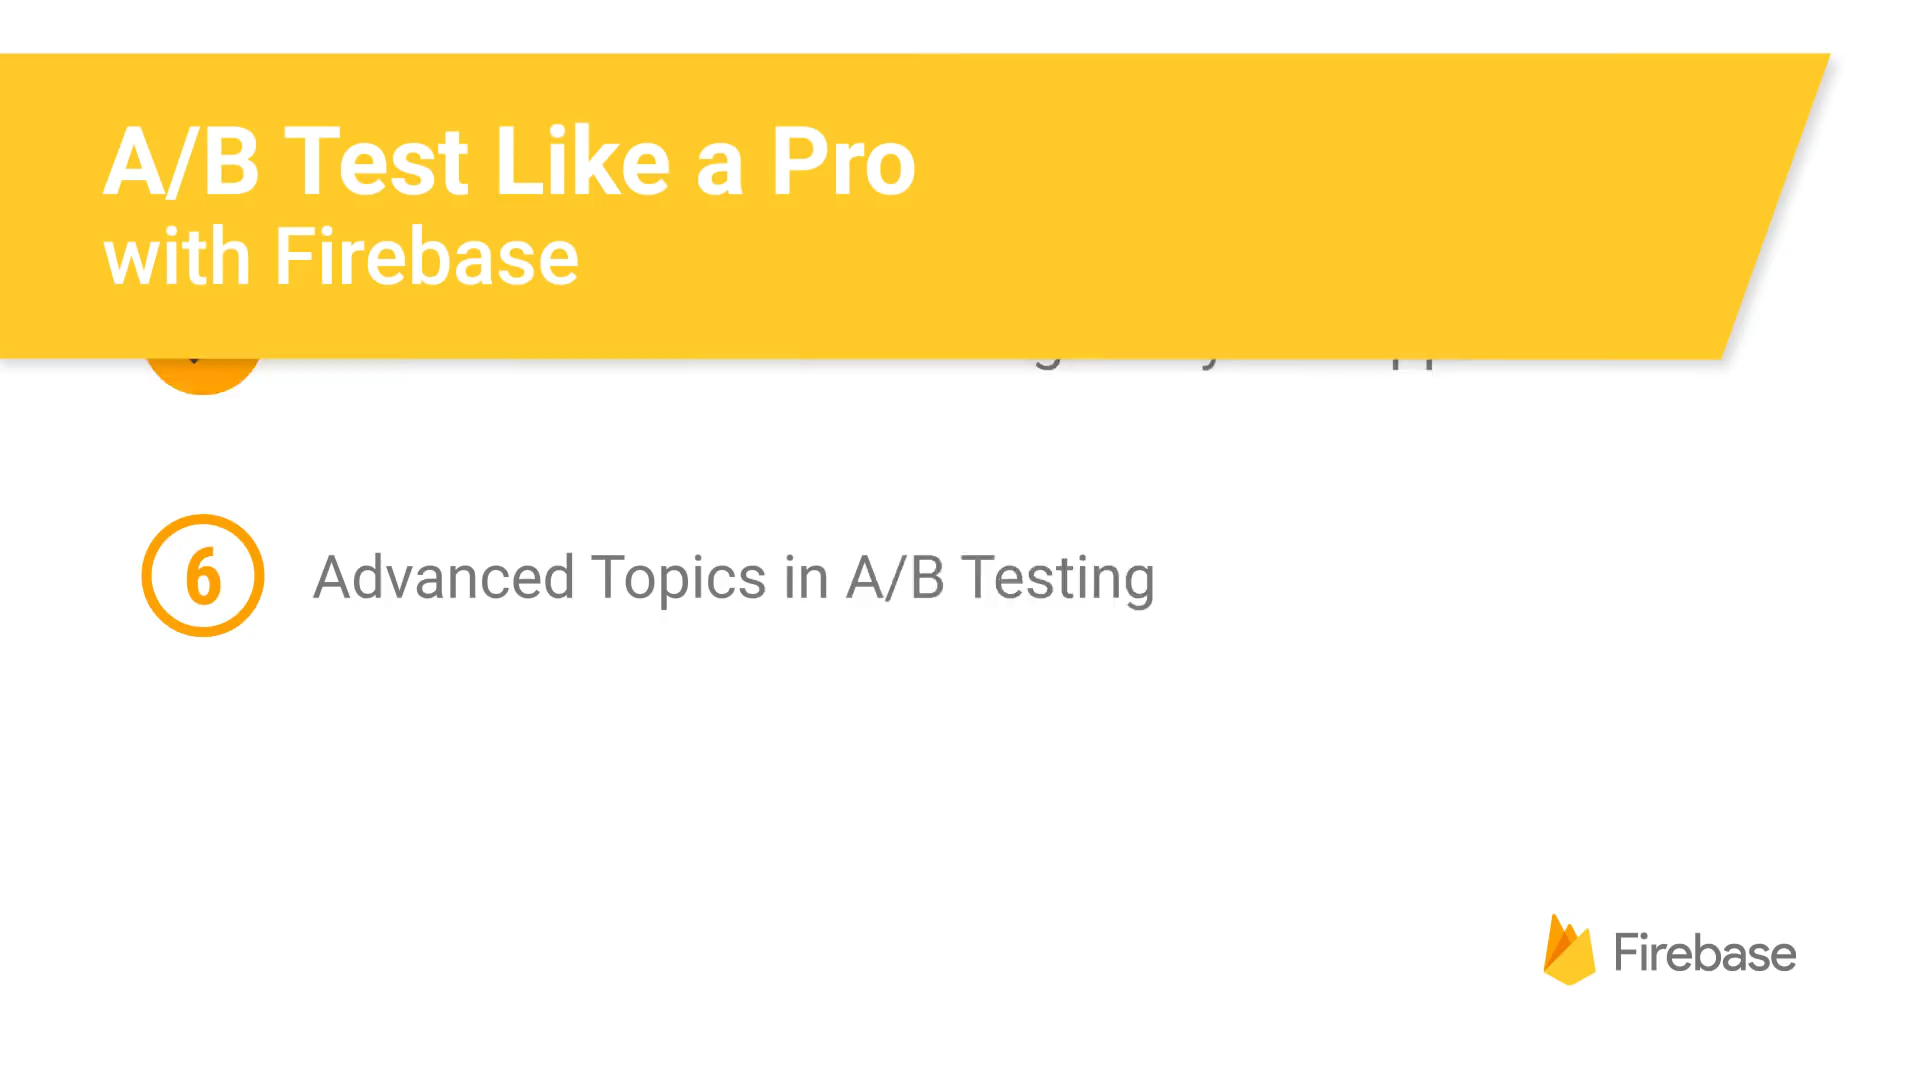 A/B Test Like a Pro
with Firebase
6 Advanced Topics in A/B Testing
Firebase